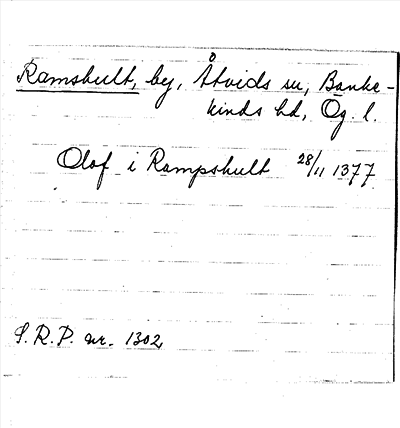 Ramshult, by, Åtvids sn, Banke-
kinds hd, Ög. l.
Olof i Rampshult 28/11 1377
S.R.P. nr. 1302